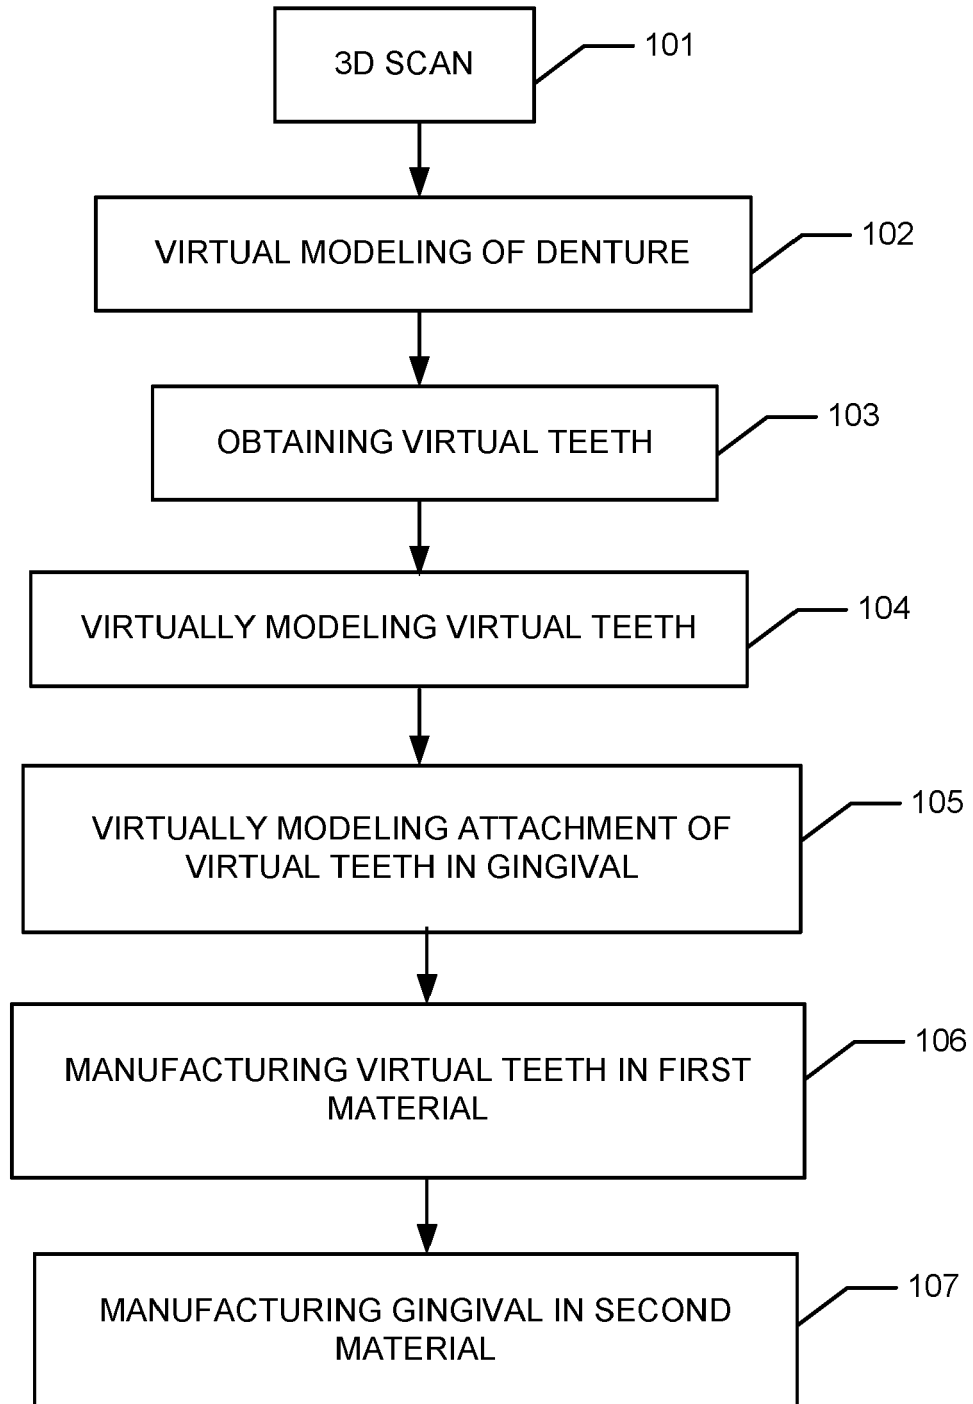 3D SCAN
101
VIRTUAL MODELING OF DENTURE
102
OBTAINING VIRTUAL TEETH
103
VIRTUALLY MODELING VIRTUAL TEETH
104
VIRTUALLY MODELING ATTACHMENT OF
VIRTUAL TEETH IN GINGIVAL
105
MANUFACTURING VIRTUAL TEETH IN FIRST
MATERIAL
106
MANUFACTURING GINGIVAL IN SECOND
MATERIAL
107